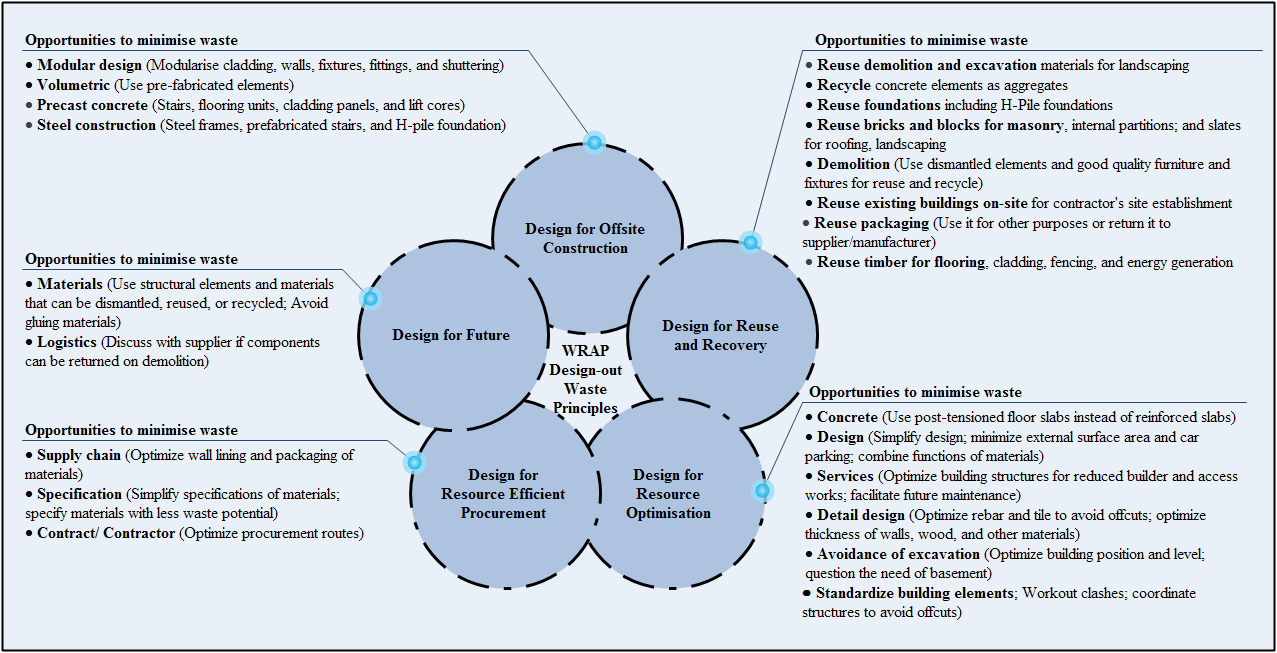 Opportunities to minimise waste
● Modular design (Modularise cladding, walls, fixtures, fittings, and shuttering)
● Volumetric (Use pre-fabricated elements)
● Precast concrete (Stairs, flooring units, cladding panels, and lift cores)
● Steel construction (Steel frames, prefabricated stairs, and H-pile foundation)
Opportunities to minimise waste
● Reuse demolition and excavation materials for landscaping
● Recycle concrete elements as aggregates
● Reuse foundations including H-Pile foundations
● Reuse bricks and blocks for masonry, internal partitions; and slates
for roofing, landscaping
● Demolition (Use dismantled elements and good quality furniture and
fixtures for reuse and recycle)
● Reuse existing buildings on-site for contractor's site establishment
● Reuse packaging (Use it for other purposes or return it to
supplier/manufacturer)
● Reuse timber for flooring, cladding, fencing, and energy generation
Opportunities to minimise waste
● Materials (Use structural elements and materials
that can be dismantled, reused, or recycled; Avoid
gluing materials)
● Logistics (Discuss with supplier if components
can be returned on demolition)
Design for Offsite
Construction
Design for Future
Design for Reuse
and Recovery
WRAP
Design-out
Waste
Principles
Design for
Resource Efficient
Procurement
Design for
Resource
Optimisation
Opportunities to minimise waste
● Supply chain (Optimize wall lining and packaging of
materials)
● Specification (Simplify specifications of materials;
specify materials with less waste potential)
● Contract/ Contractor (Optimize procurement routes)
Opportunities to minimise waste
● Concrete (Use post-tensioned floor slabs instead of reinforced slabs)
● Design (Simplify design; minimize external surface area and car
parking; combine functions of materials)
● Services (Optimize building structures for reduced builder and access
works; facilitate future maintenance)
● Detail design (Optimize rebar and tile to avoid offcuts; optimize
thickness of walls, wood, and other materials)
● Avoidance of excavation (Optimize building position and level;
question the need of basement)
● Standardize building elements; Workout clashes; coordinate
structures to avoid offcuts)